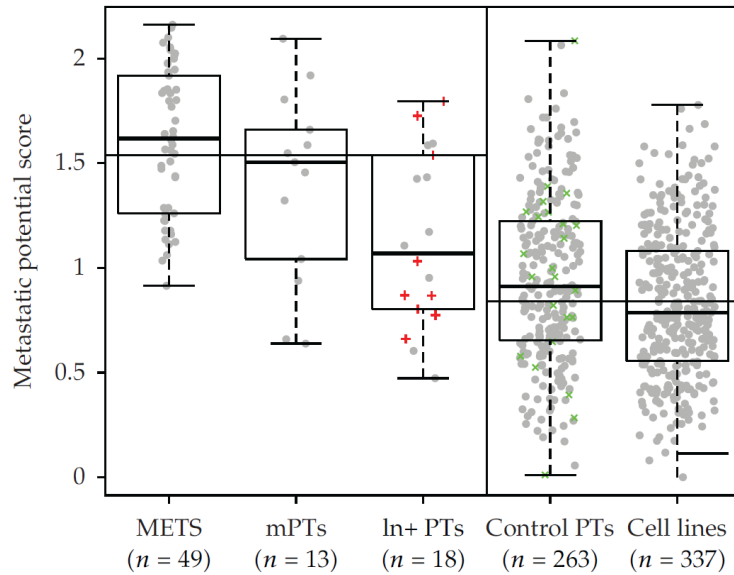 Metastatic potential score
2
1.5
1
0.5
0
METS
(n = 49)
mPTs
(n = 13)
ln+ PTs
(n = 18)
Control PTs
(n = 263)
Cell lines
(n = 337)